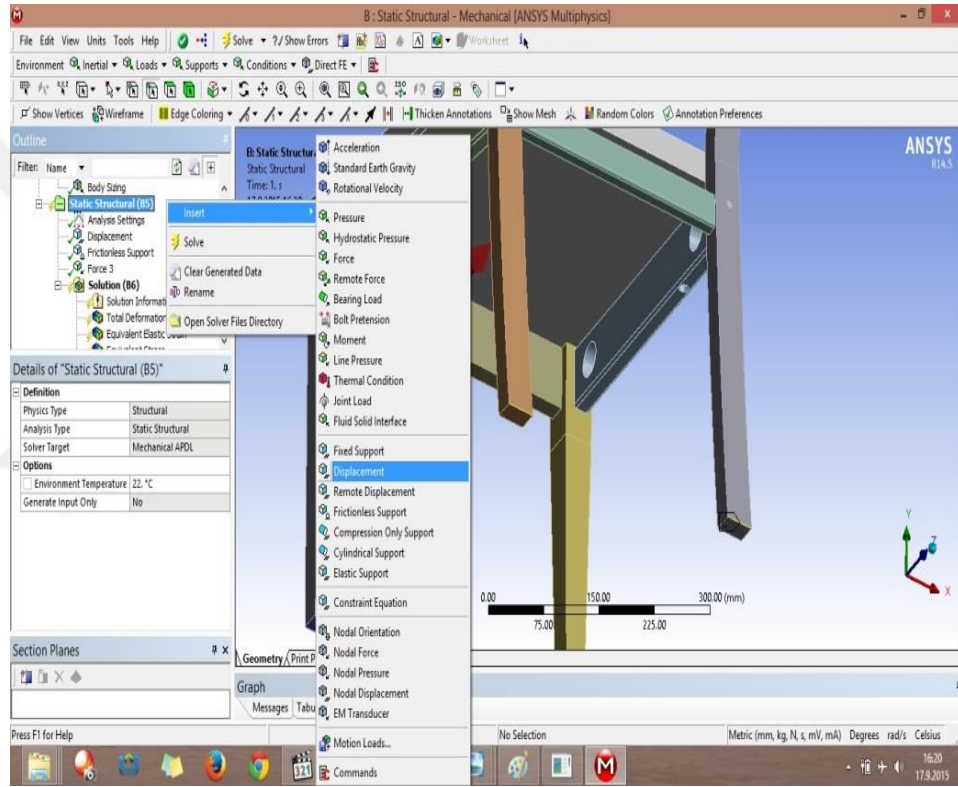 B : Static Structural - Mechanical [ANSYS Multiphysics]
File Edit View Units Tools Help Solve ?/ Show Errors Worksheet
Environment Inertial Loads Supports Conditions Direct FE
Show Vertices Wireframe Edge Coloring Thicken Annotations Show Mesh Random Colors Annotation Preferences
Outline
Filter: Name
Body Sizing
Static Structural (B5)
Analysis Settings
Displacement
Frictionless Support
Force 3
Solution (B6)
Solution Informati
Total Deformation
Equivalent Elastic Strain
Insert
Solve
Clear Generated Data
Rename
Open Solver Files Directory
B: Static Structur
Static Structural
Time: 1. s
Acceleration
Standard Earth Gravity
Rotational Velocity
Pressure
Hydrostatic Pressure
Force
Remote Force
Bearing Load
Bolt Pretension
Moment
Line Pressure
Thermal Condition
Joint Load
Fluid Solid Interface
Fixed Support
Displacement
Remote Displacement
Frictionless Support
Compression Only Support
Cylindrical Support
Elastic Support
Constraint Equation
Nodal Orientation
Nodal Force
Nodal Pressure
Nodal Displacement
EM Transducer
Motion Loads...
Commands
ANSYS
R14.5
Y
Z
X
0.00 150.00 300.00 (mm)
75.00 225.00
Details of "Static Structural (B5)"
Definition
Physics Type Structural
Analysis Type Static Structural
Solver Target Mechanical APDL
Options
Environment Temperature 22. °C
Generate Input Only No
Section Planes
Geometry Print P
Graph
Messages Tabu
Press F1 for Help No Selection Metric (mm, kg, N, s, mV, mA) Degrees rad/s Celsius
321
16:20
17.9.2015